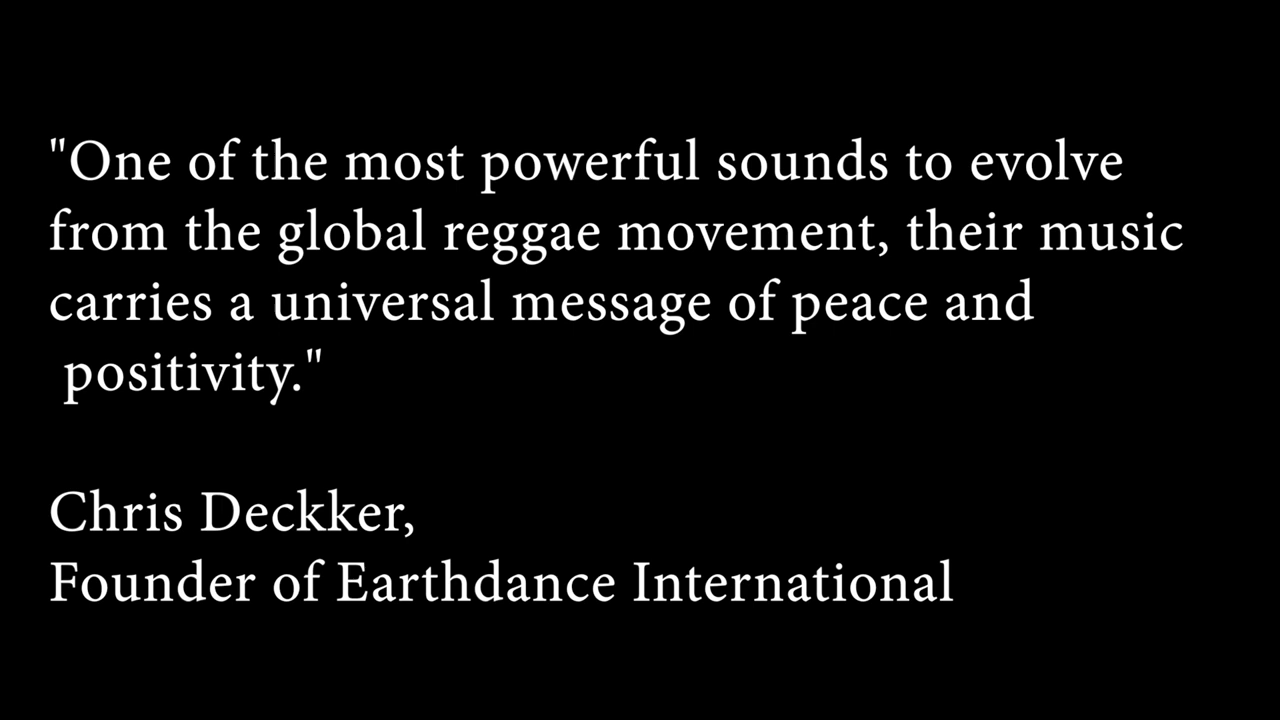 "One of the most powerful sounds to evolve
from the global reggae movement, their music
carries a universal message of peace and
positivity."
Chris Deckker,
Founder of Earthdance International